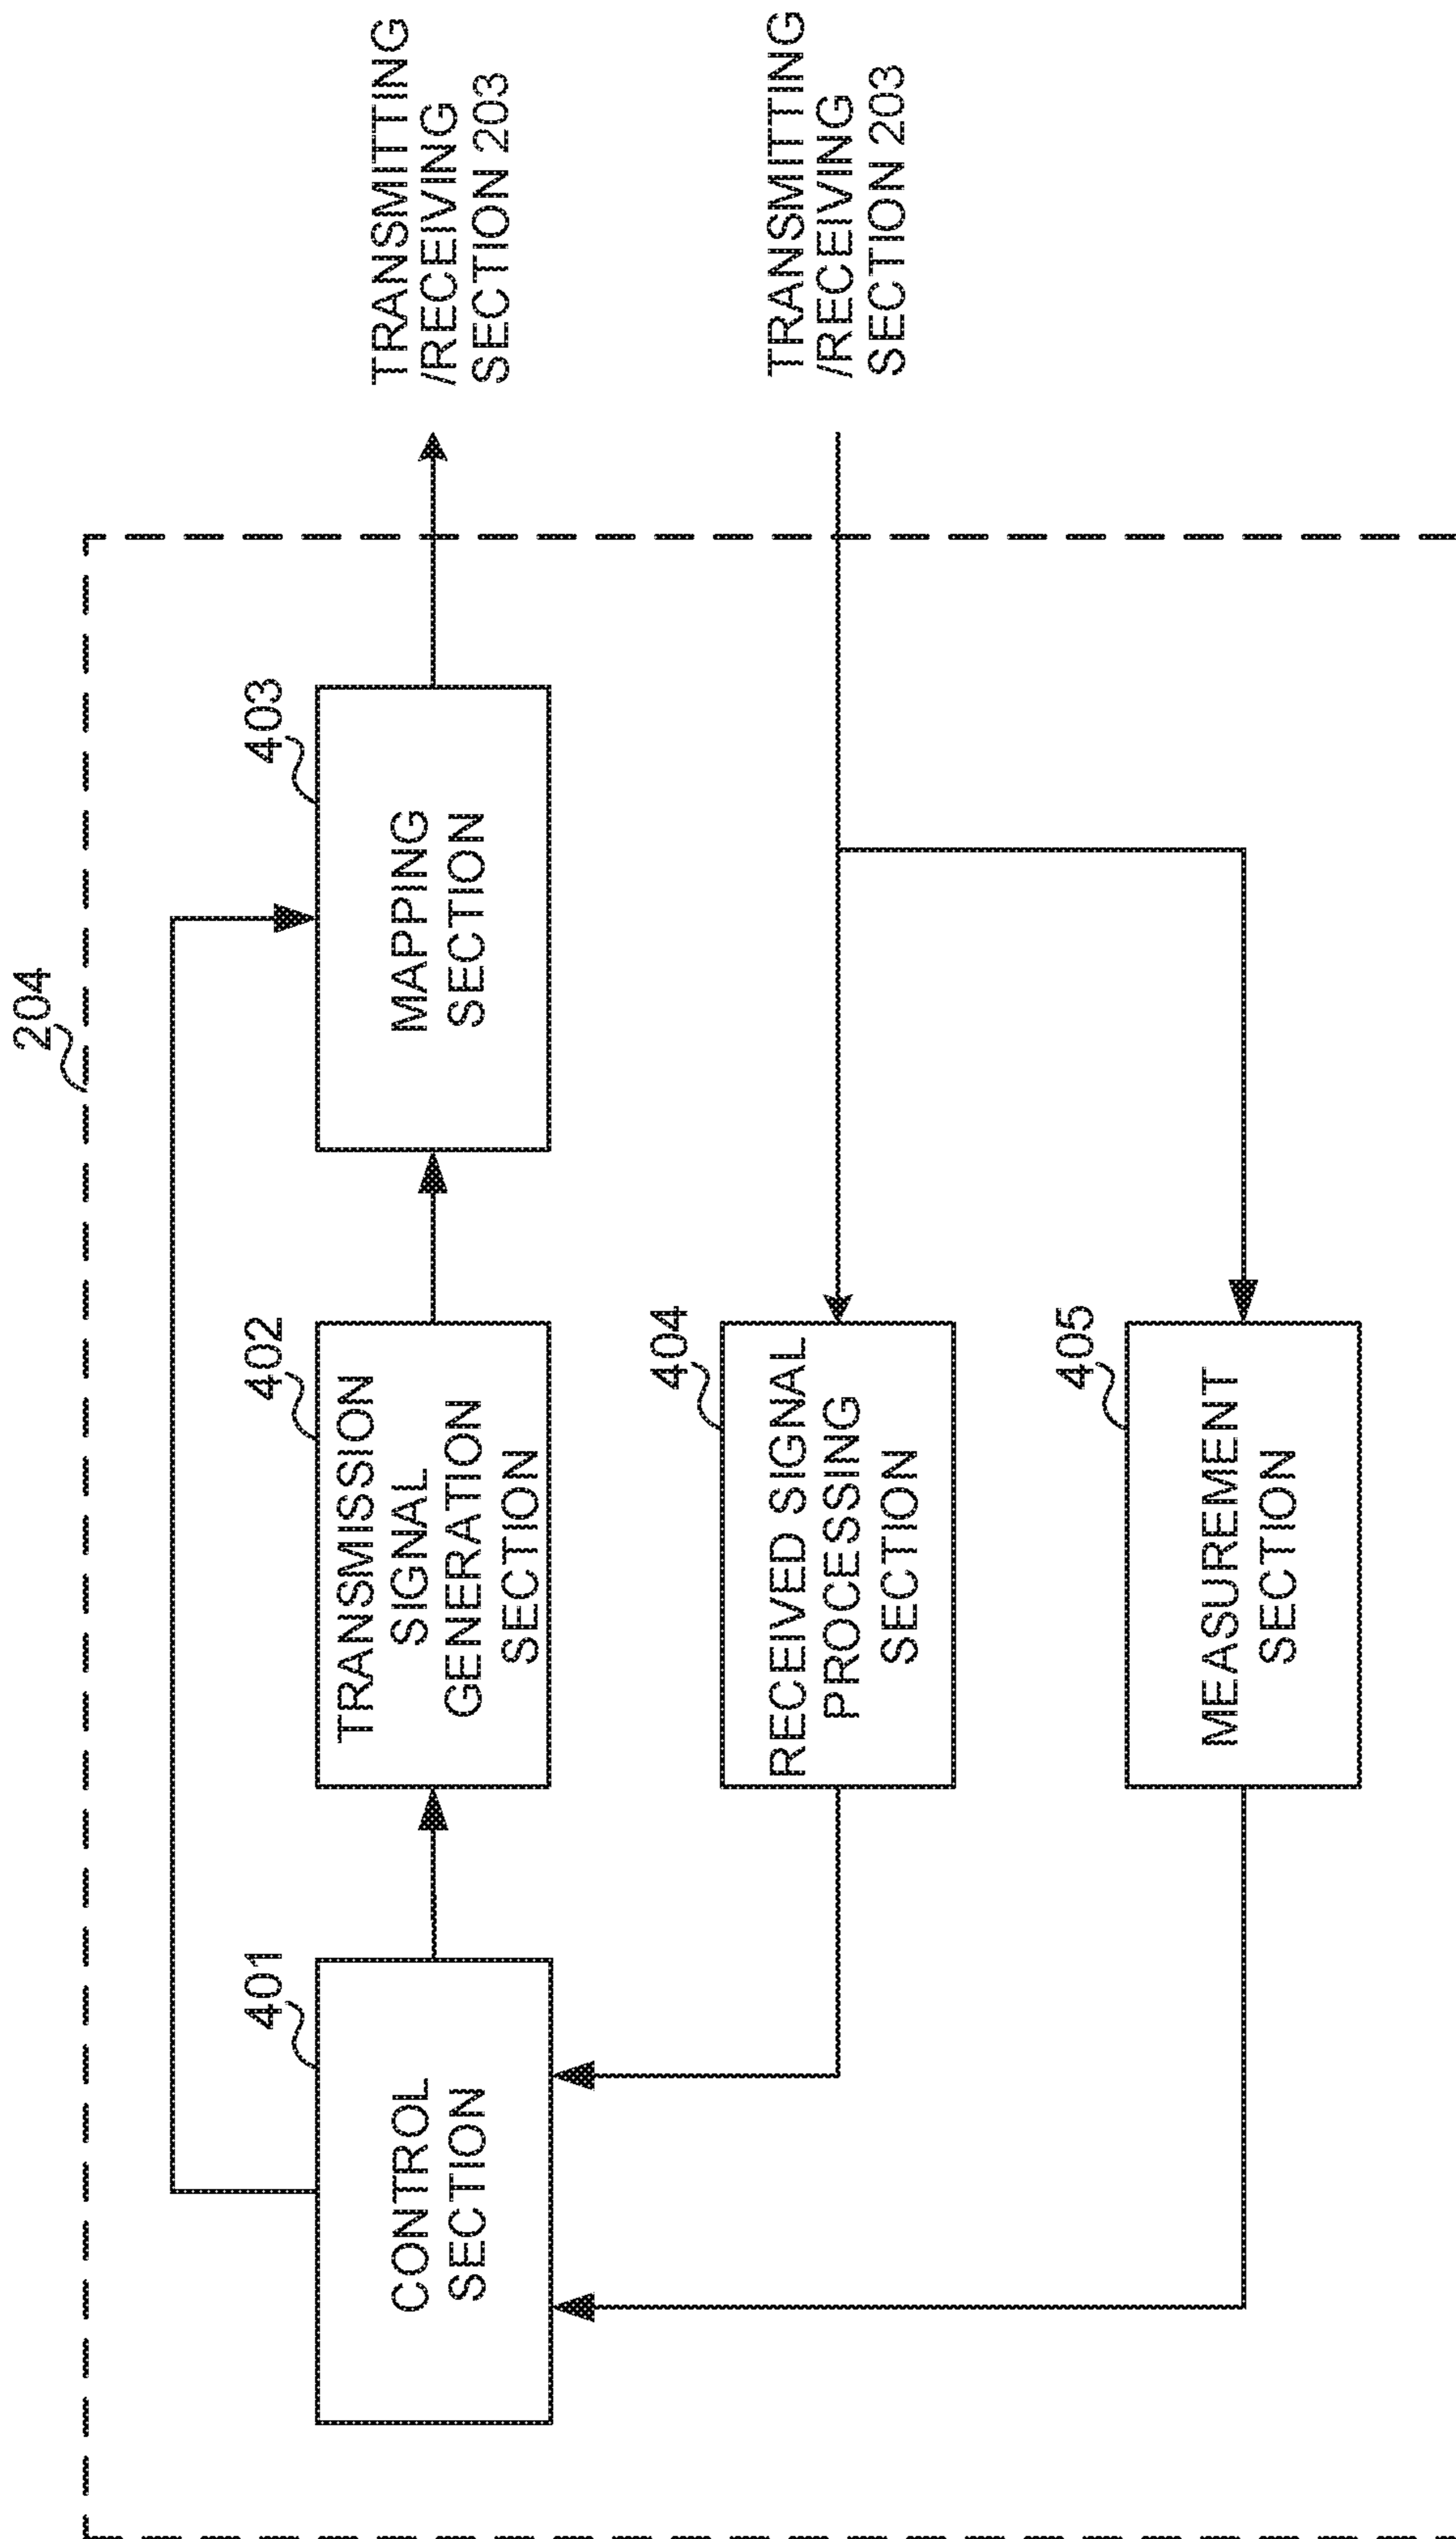 204
401
CONTROL
SECTION
402
TRANSMISSION
SIGNAL
GENERATION
SECTION
403
MAPPING
SECTION
TRANSMITTING
/RECEIVING
SECTION 203
404
RECEIVED SIGNAL
PROCESSING
SECTION
TRANSMITTING
/RECEIVING
SECTION 203
405
MEASUREMENT
SECTION